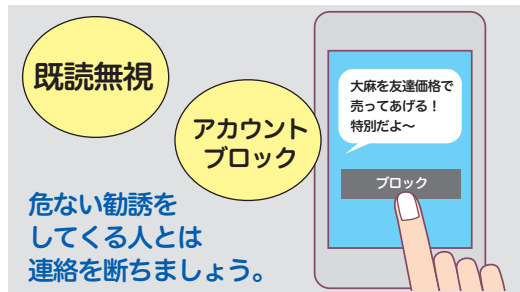 既読無視
アカウント
ブロック
大麻を友達価格で
売ってあげる！
特別だよ〜
ブロック
危ない勧誘を
してくる人とは
連絡を断ちましょう。